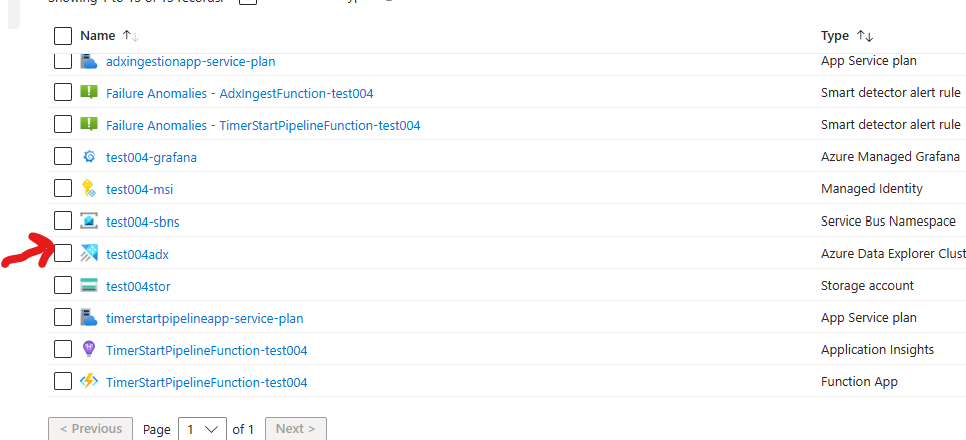 Showing 1 to 15 of 15 records.
Name ↑↓ Type ↑↓
adxingestionapp-service-plan App Service plan
Failure Anomalies - AdxIngestFunction-test004 Smart detector alert rule
Failure Anomalies - TimerStartPipelineFunction-test004 Smart detector alert rule
test004-grafana Azure Managed Grafana
test004-msi Managed Identity
test004-sbns Service Bus Namespace
test004adx Azure Data Explorer Clust
test004stor Storage account
timerstartpipelineapp-service-plan App Service plan
TimerStartPipelineFunction-test004 Application Insights
TimerStartPipelineFunction-test004 Function App
< Previous Page 1 of 1 Next >